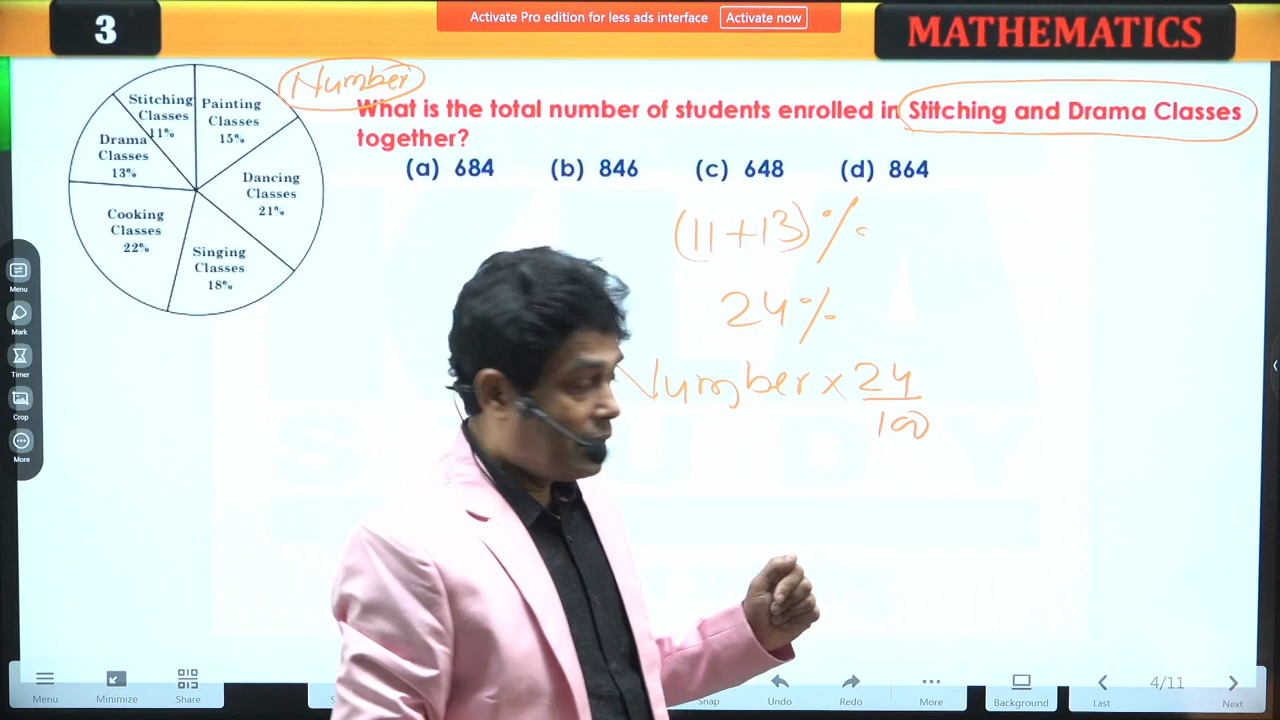 3
Activate Pro edition for less ads interface
Activate now
MATHEMATICS
Number
What is the total number of students enrolled in Stitching and Drama Classes
together?
(a) 684 (b) 846 (c) 648 (d) 864
Stitching
Classes
11%
Painting
Classes
15%
Drama
Classes
13%
Dancing
Classes
21%
Cooking
Classes
22%
Singing
Classes
18%
(11+13)%
24%
Number × 24
100
Menu
Mark
Timer
Crop
More
STUDY
Menu
Minimize
Share
Snap
Undo
Redo
More
Background
Last
4/11
Next